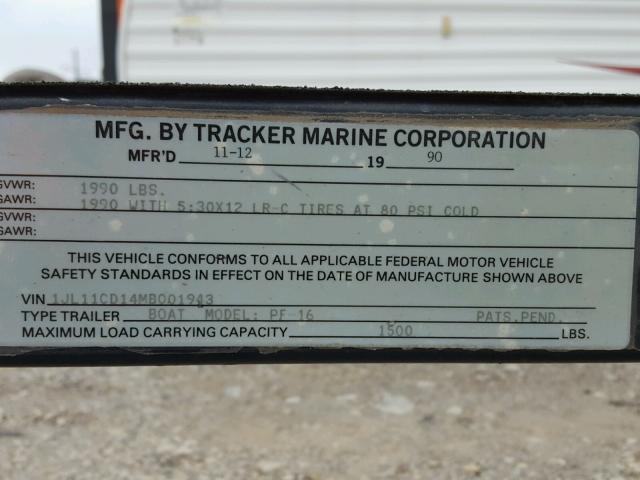 MFG. BY TRACKER MARINE CORPORATION
MFR'D 11-12 19 90
GVWR: 1990 LBS.
GAWR: 1990 WITH 5:30X12 LR-C TIRES AT 80 PSI COLD
GVWR:
GAWR:
THIS VEHICLE CONFORMS TO ALL APPLICABLE FEDERAL MOTOR VEHICLE
SAFETY STANDARDS IN EFFECT ON THE DATE OF MANUFACTURE SHOWN ABOVE
VIN 1JL11CD14MB001943
TYPE TRAILER BOAT MODEL: PF-16 PATS.PEND.
MAXIMUM LOAD CARRYING CAPACITY 1500 LBS.